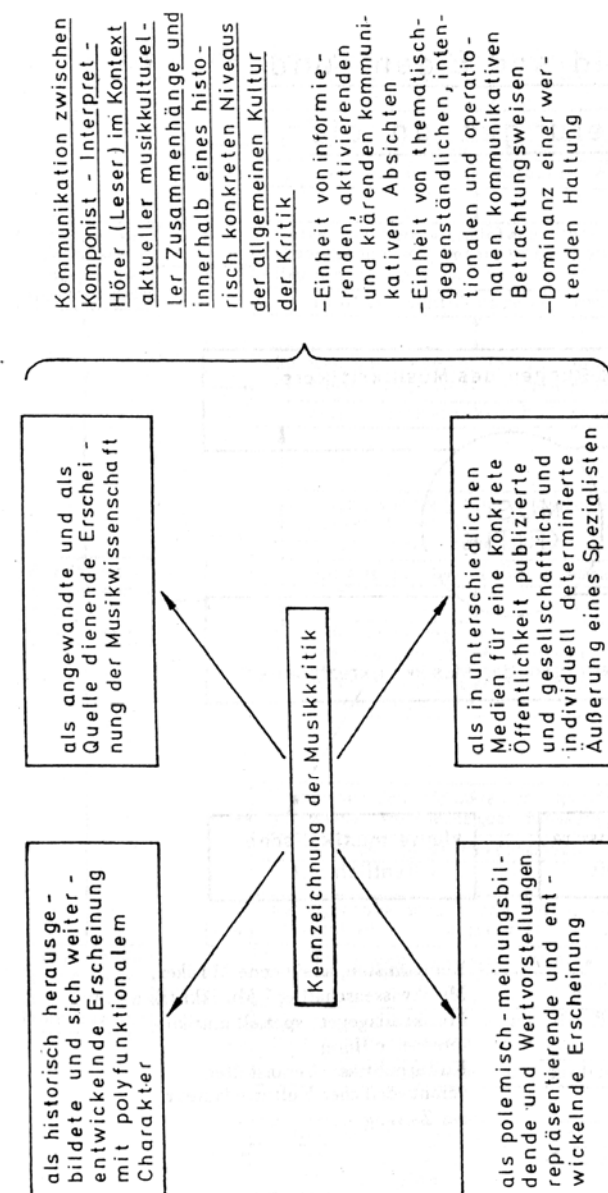 als historisch herausge-
bildete und sich weiter-
entwickelnde Erscheinung
mit polyfunktionalem
Charakter
als angewandte und als
Quelle dienende Erschei-
nung der Musikwissenschaft
Kennzeichnung der Musikkritik
als polemisch-meinungsbil-
dende und Wertvorstellungen
repräsentierende und ent-
wickelnde Erscheinung
als in unterschiedlichen
Medien für eine konkrete
Öffentlichkeit publizierte
und gesellschaftlich und
individuell determinierte
Äußerung eines Spezialisten
Kommunikation zwischen
Komponist - Interpret -
Hörer (Leser) im Kontext
aktueller musikkulturel-
ler Zusammenhänge und
innerhalb eines histo-
risch konkreten Niveaus
der allgemeinen Kultur
der Kritik
-Einheit von informie-
renden, aktivierenden
und klärenden kommuni-
kativen Absichten
-Einheit von thematisch-
gegenständlichen, inten-
tionalen und operatio-
nalen kommunikativen
Betrachtungsweisen
-Dominanz einer wer-
tenden Haltung